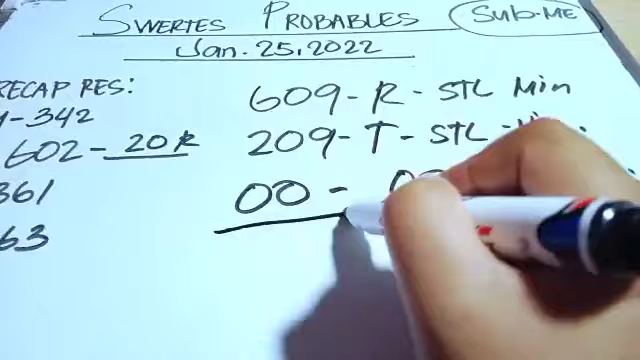 SWERTES PROBABLES
SUB-ME
Jan. 25, 2022
RECAP RES:
-342
602 - 20 R
361
63
609 - R - STL Min
209 - T - STL -
00 -